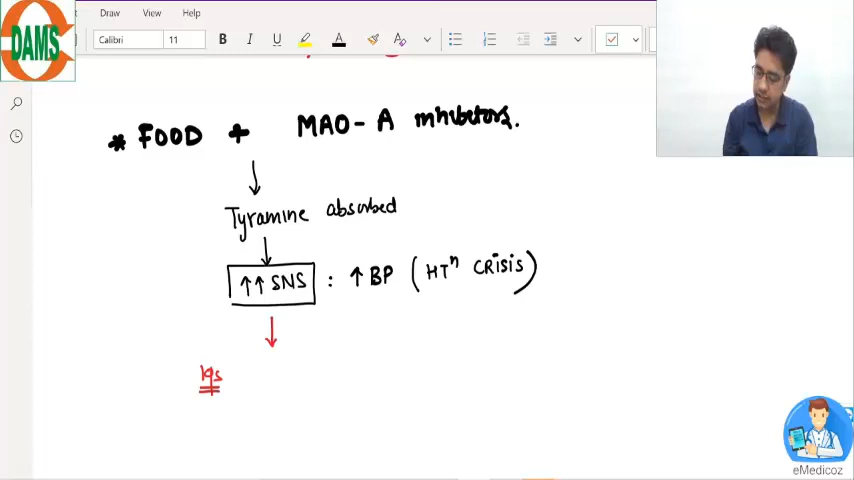 Draw View Help
DAMS
Calibri 11 B I U A
* FOOD + MAO-A inhibitors.
Tyramine absorbed
↑↑ SNS : ↑ BP (HTⁿ CRISIS)
eMedicoz